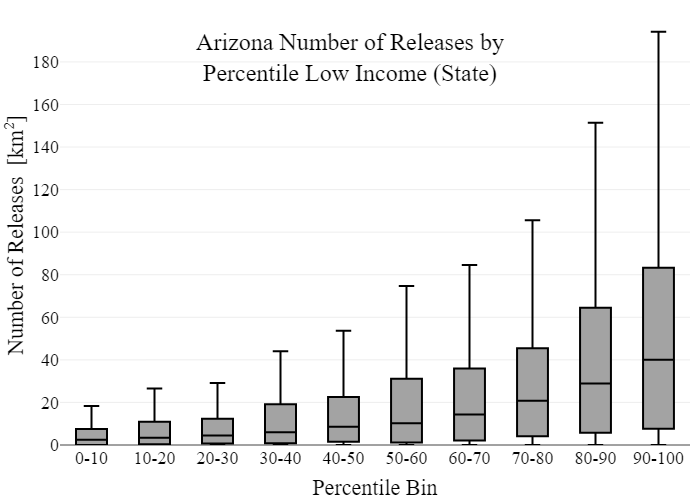 Arizona Number of Releases by
Percentile Low Income (State)
Number of Releases [km²]
180
160
140
120
100
80
60
40
20
0
0-10 10-20 20-30 30-40 40-50 50-60 60-70 70-80 80-90 90-100
Percentile Bin